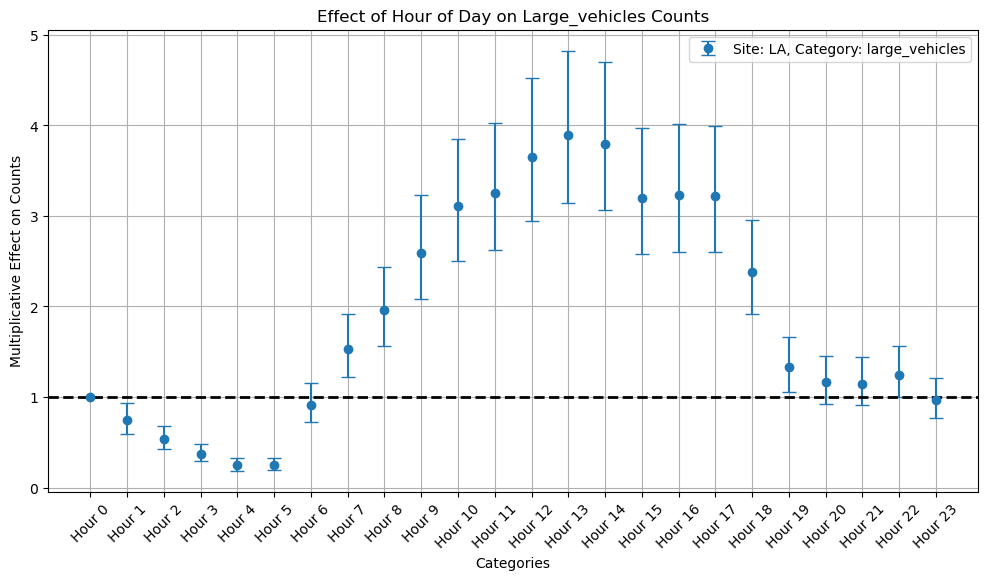 Effect of Hour of Day on Large_vehicles Counts
Site: LA, Category: large_vehicles
Multiplicative Effect on Counts
5
4
3
2
1
0
Hour 0
Hour 1
Hour 2
Hour 3
Hour 4
Hour 5
Hour 6
Hour 7
Hour 8
Hour 9
Hour 10
Hour 11
Hour 12
Hour 13
Hour 14
Hour 15
Hour 16
Hour 17
Hour 18
Hour 19
Hour 20
Hour 21
Hour 22
Hour 23
Categories